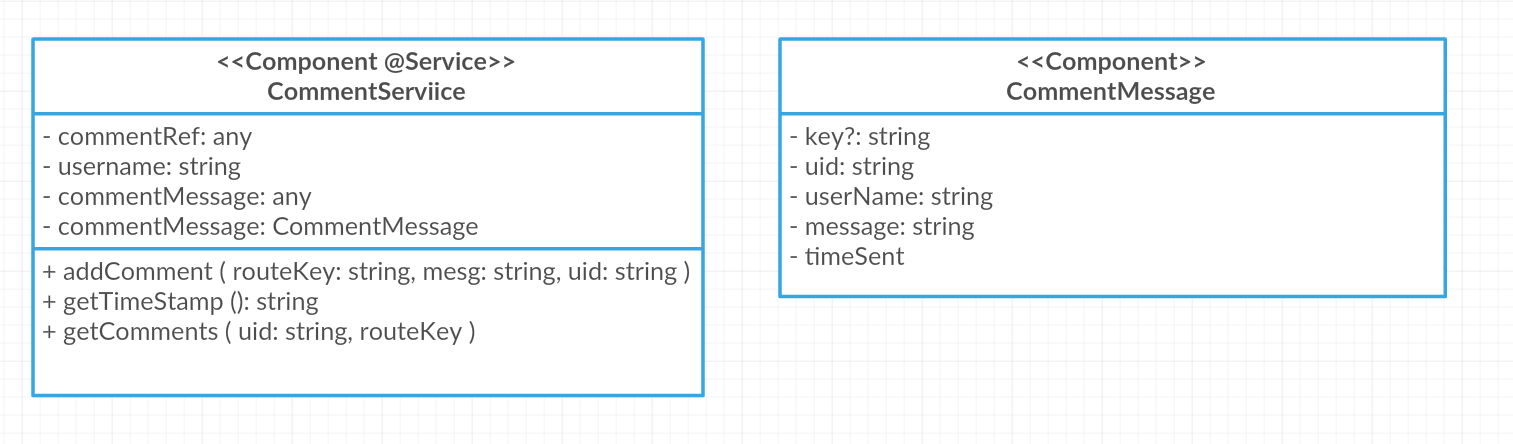 <<Component @Service>>
CommentServiice
- commentRef: any
- username: string
- commentMessage: any
- commentMessage: CommentMessage
+ addComment ( routeKey: string, mesg: string, uid: string )
+ getTimeStamp (): string
+ getComments ( uid: string, routeKey )
<<Component>>
CommentMessage
- key?: string
- uid: string
- userName: string
- message: string
- timeSent